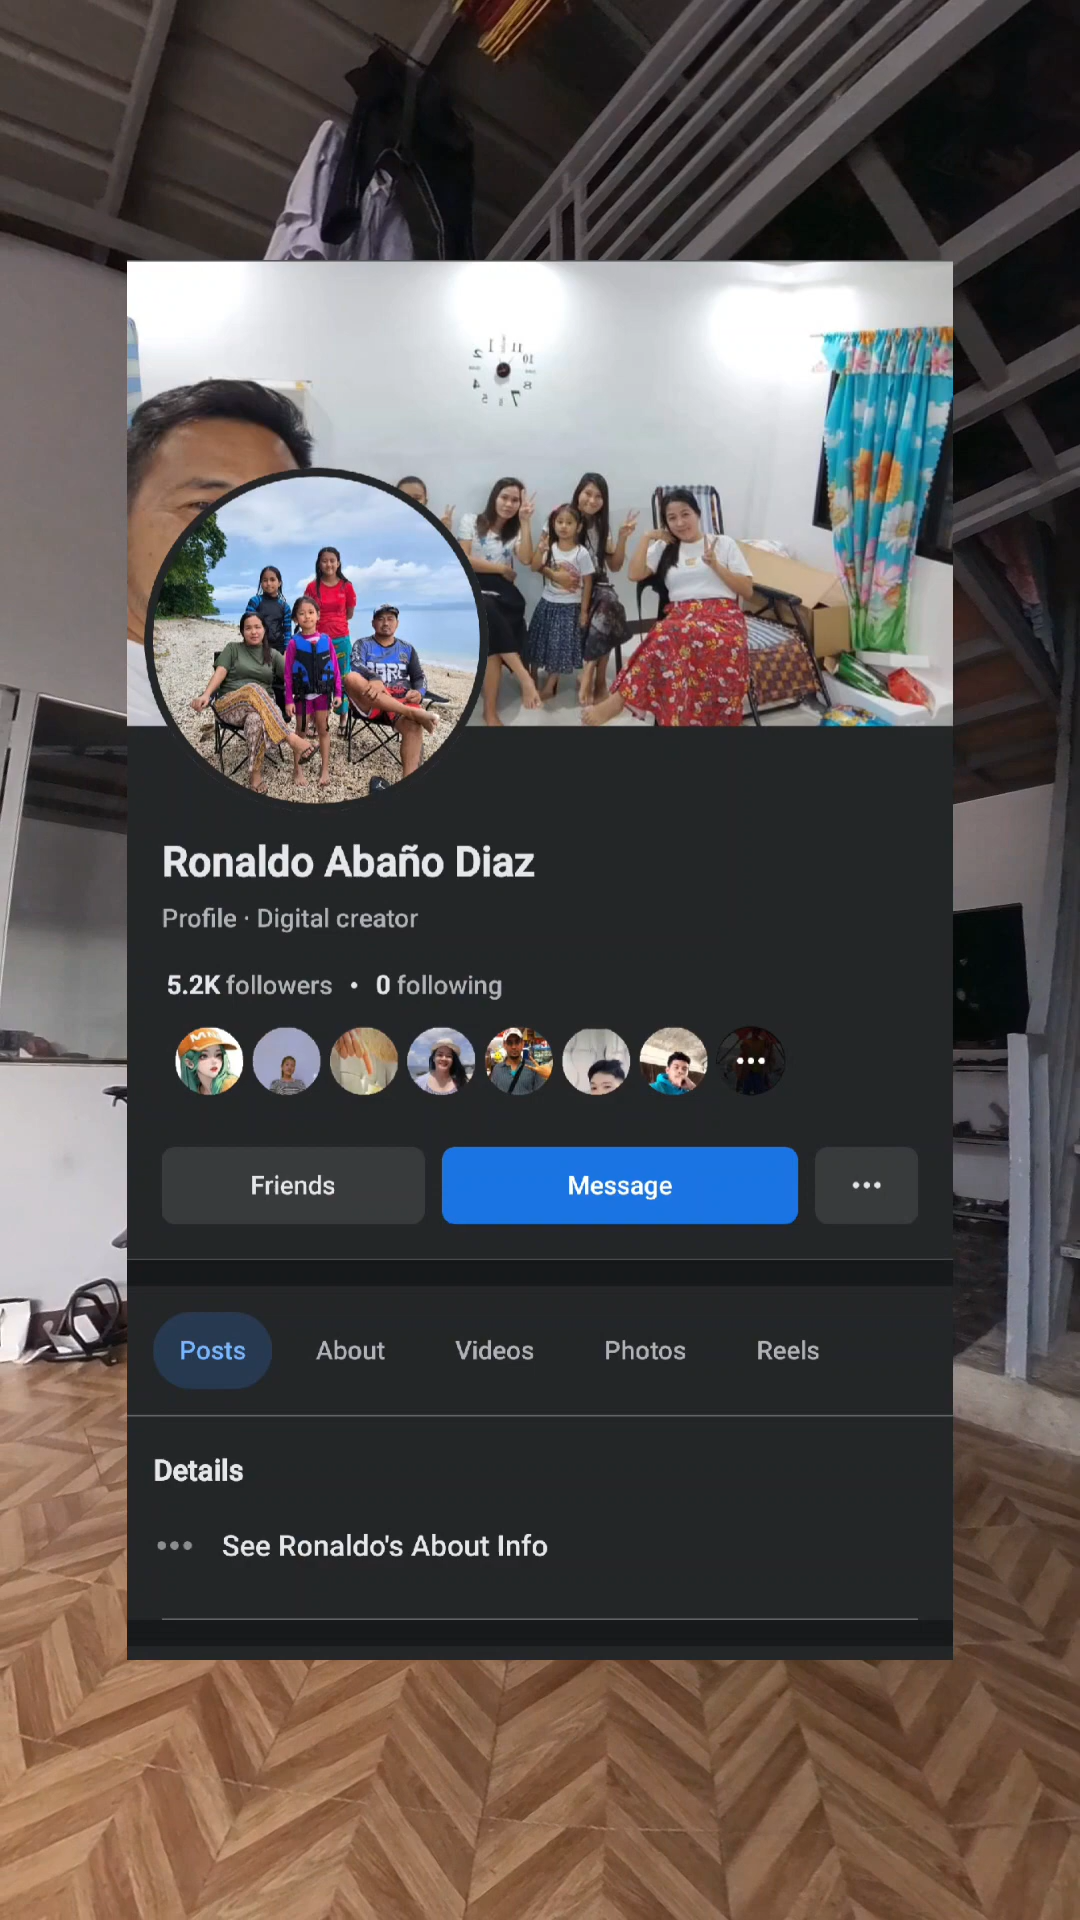 Ronaldo Abaño Diaz
Profile · Digital creator
5.2K followers • 0 following
Friends
Message
Posts
About
Videos
Photos
Reels
Details
See Ronaldo's About Info